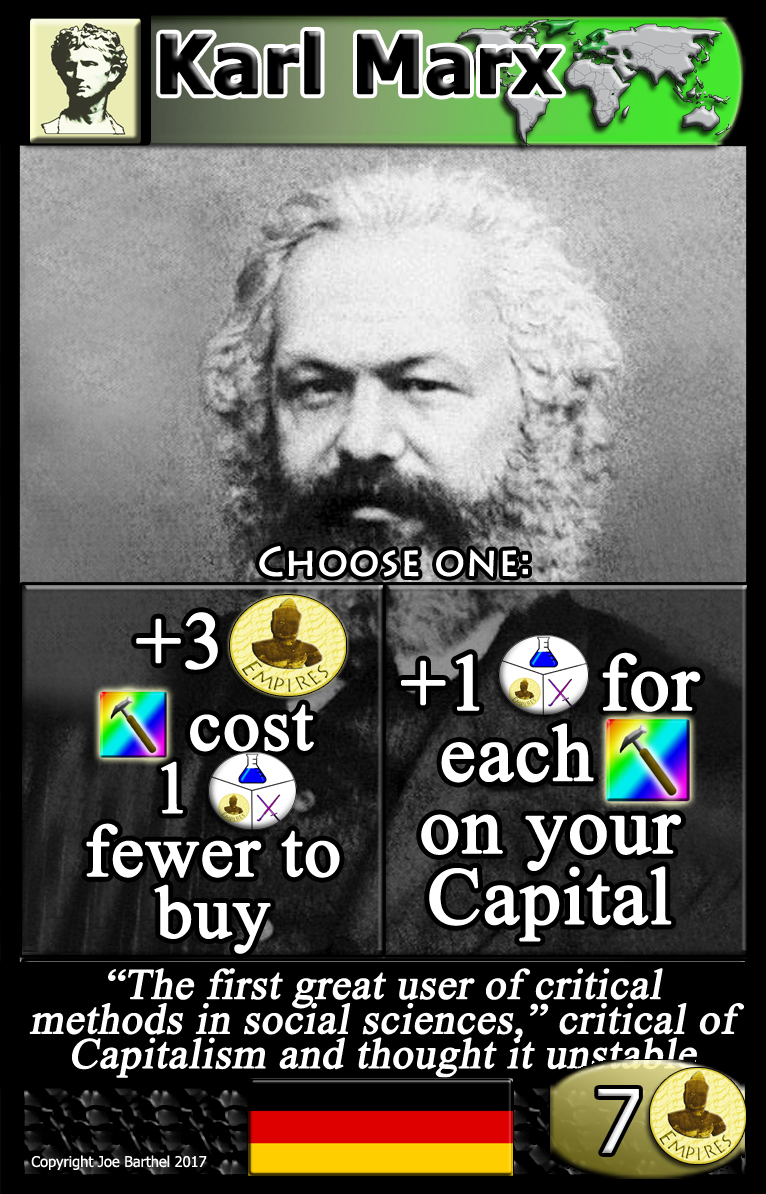 Karl Marx
CHOOSE ONE:
+3 EMPIRES
cost
1
fewer to
buy
+1 for
each
on your
Capital
“The first great user of critical
methods in social sciences,” critical of
Capitalism and thought it unstable
7 EMPIRES
Copyright Joe Barthel 2017